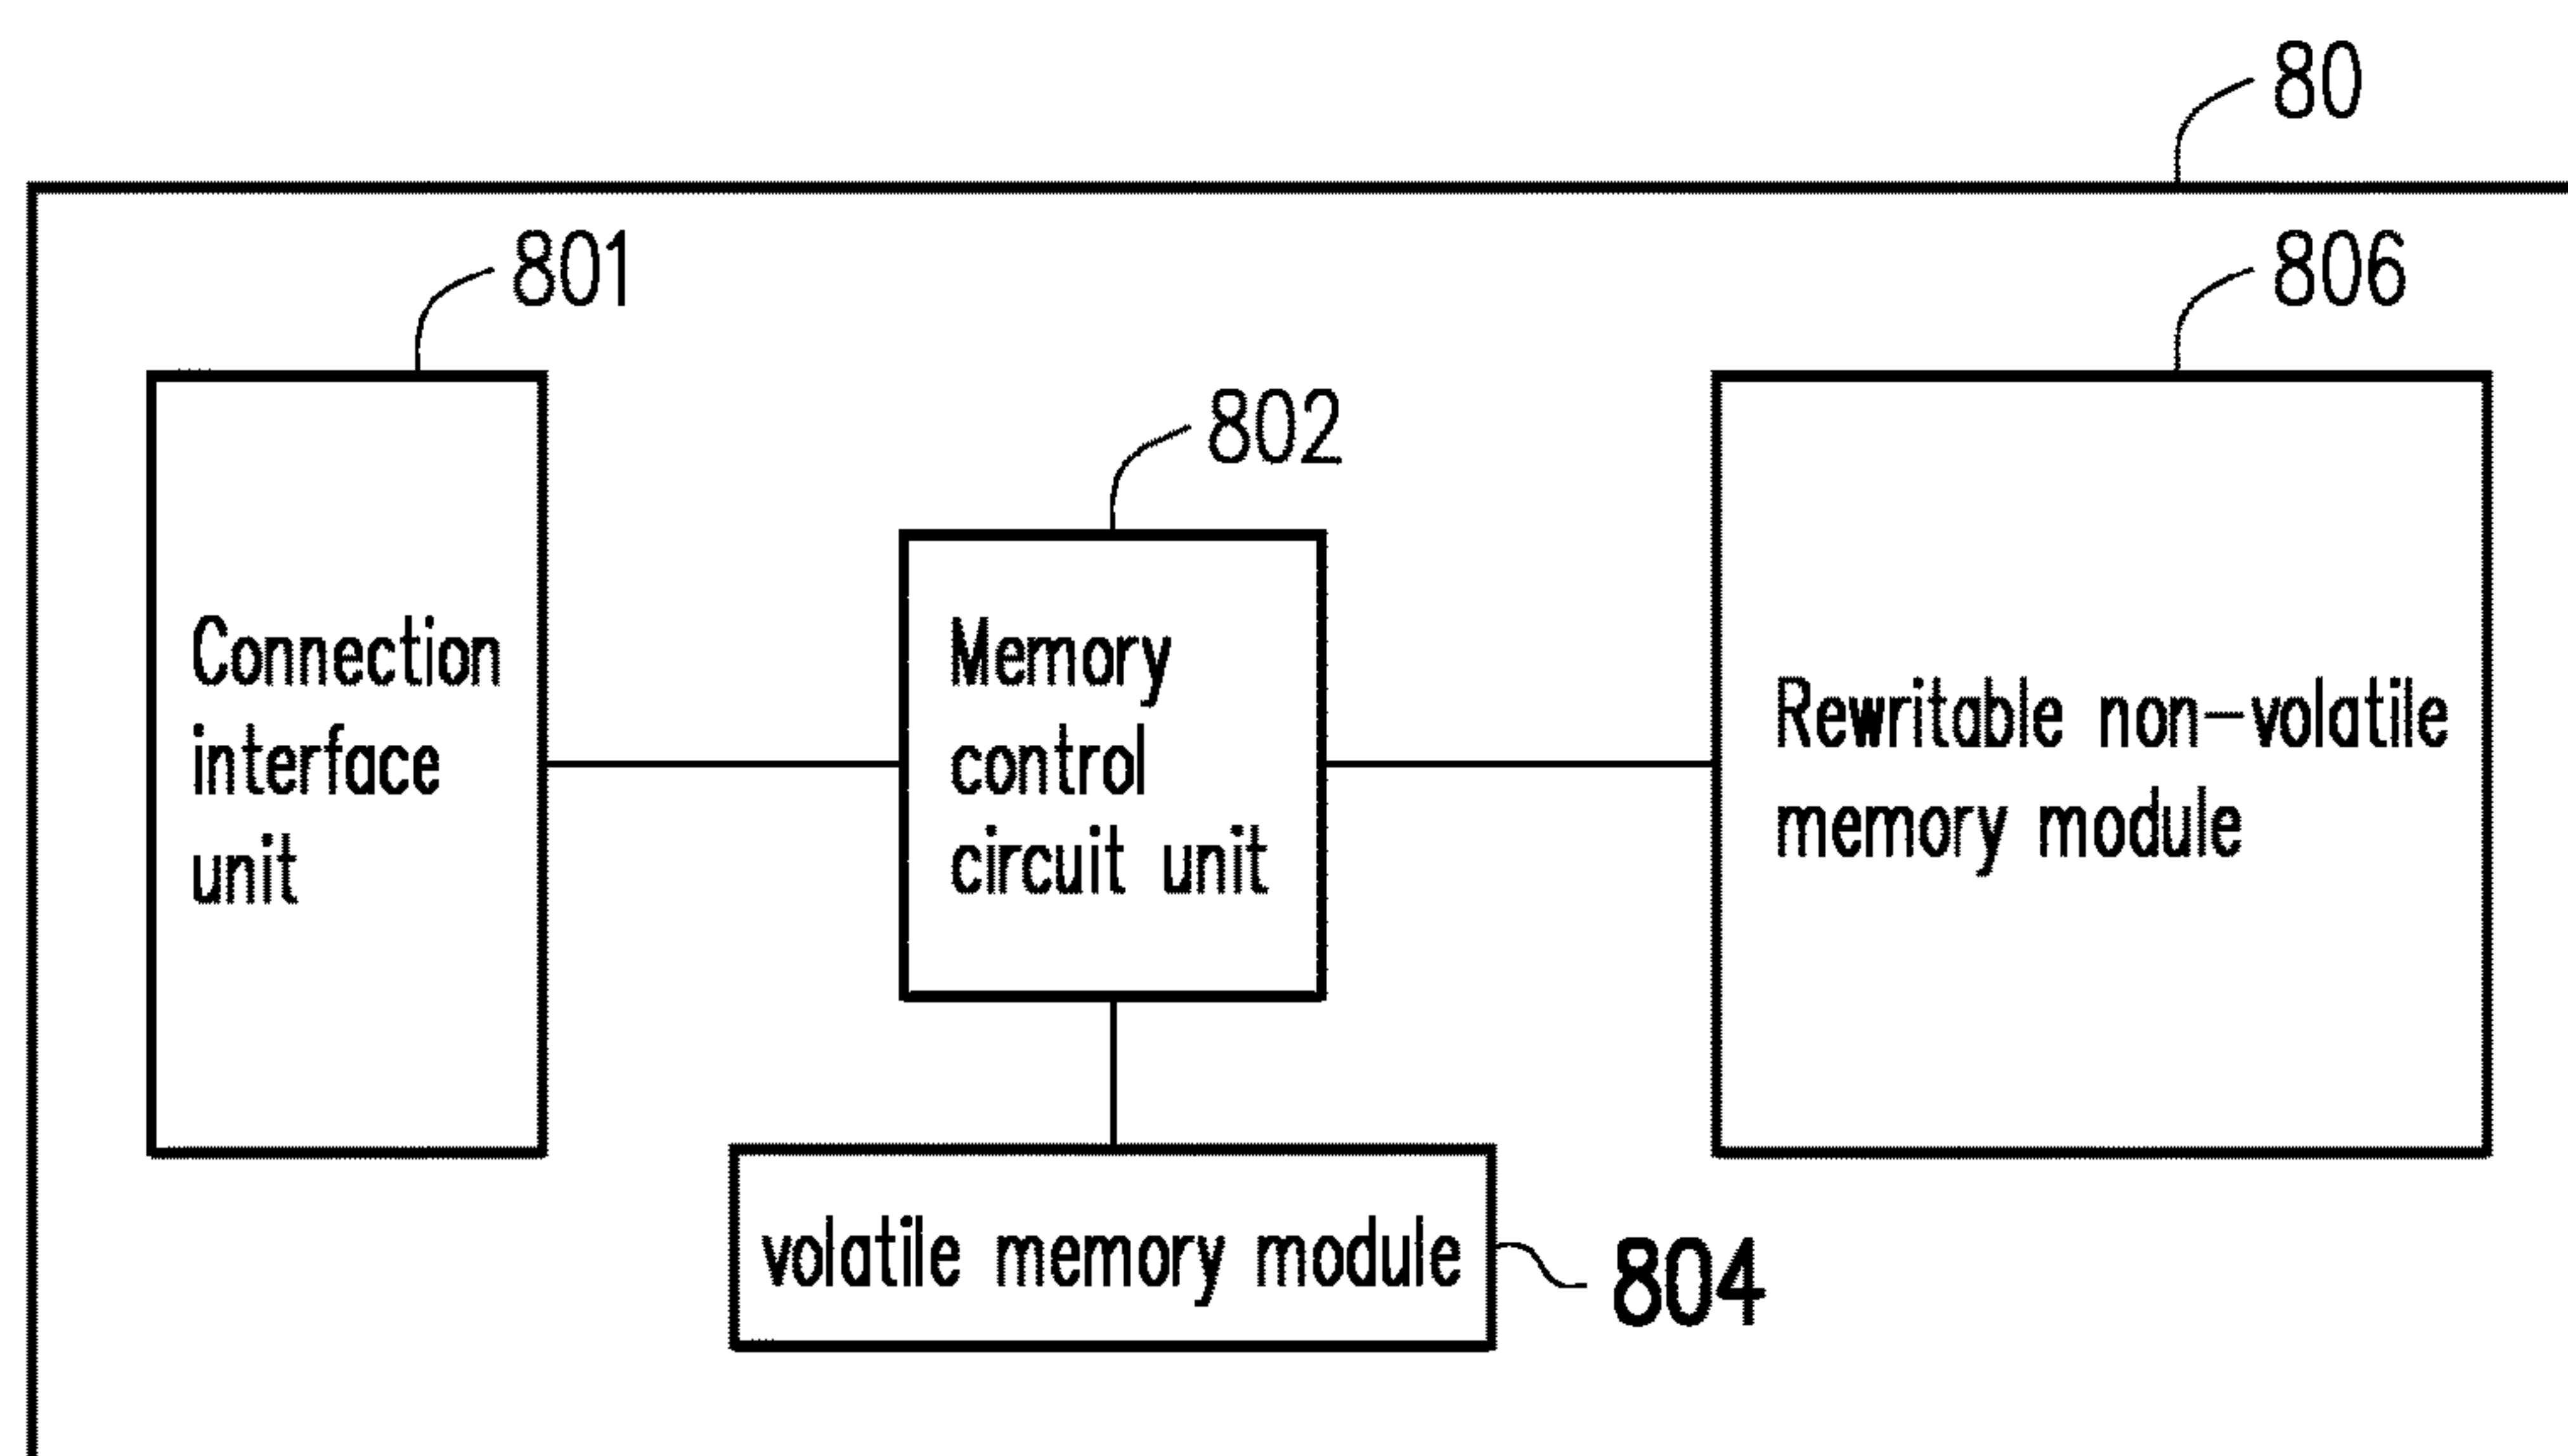 80
801
806
802
Connection
interface
unit
Memory
control
circuit unit
Rewritable non-volatile
memory module
volatile memory module
804